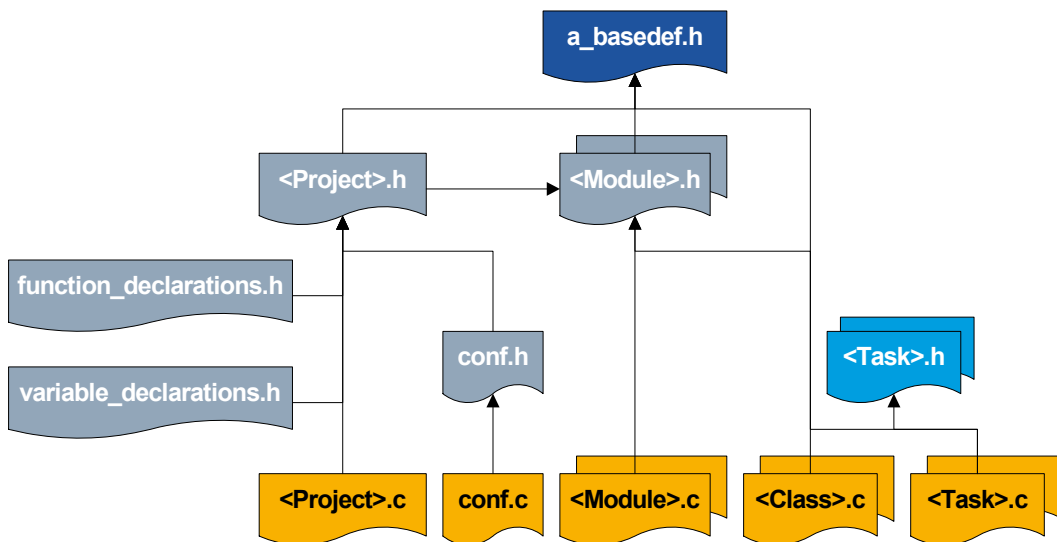 a_basedef.h
<Project>.h
<Module>.h
function_declarations.h
conf.h
<Task>.h
variable_declarations.h
<Project>.c
conf.c
<Module>.c
<Class>.c
<Task>.c